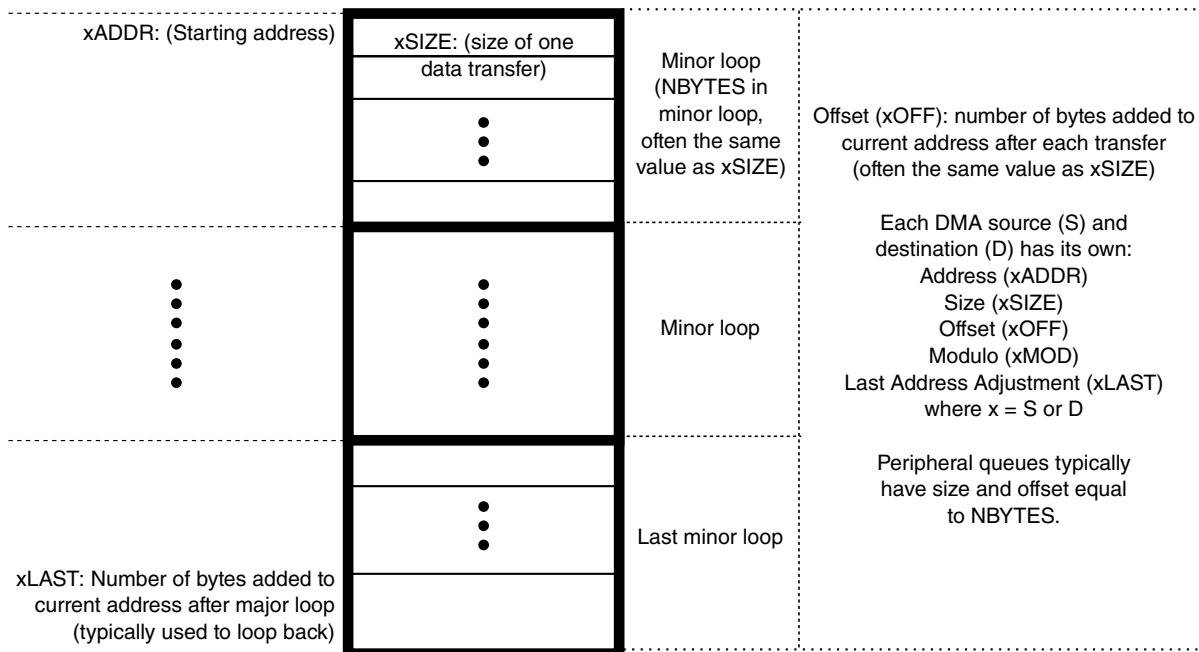 xADDR: (Starting address)
xSIZE: (size of one
data transfer)
Minor loop
(NBYTES in
minor loop,
often the same
value as xSIZE)
Offset (xOFF): number of bytes added to
current address after each transfer
(often the same value as xSIZE)
Each DMA source (S) and
destination (D) has its own:
Address (xADDR)
Size (xSIZE)
Offset (xOFF)
Modulo (xMOD)
Last Address Adjustment (xLAST)
where x = S or D
Peripheral queues typically
have size and offset equal
to NBYTES.
Minor loop
xLAST: Number of bytes added to
current address after major loop
(typically used to loop back)
Last minor loop